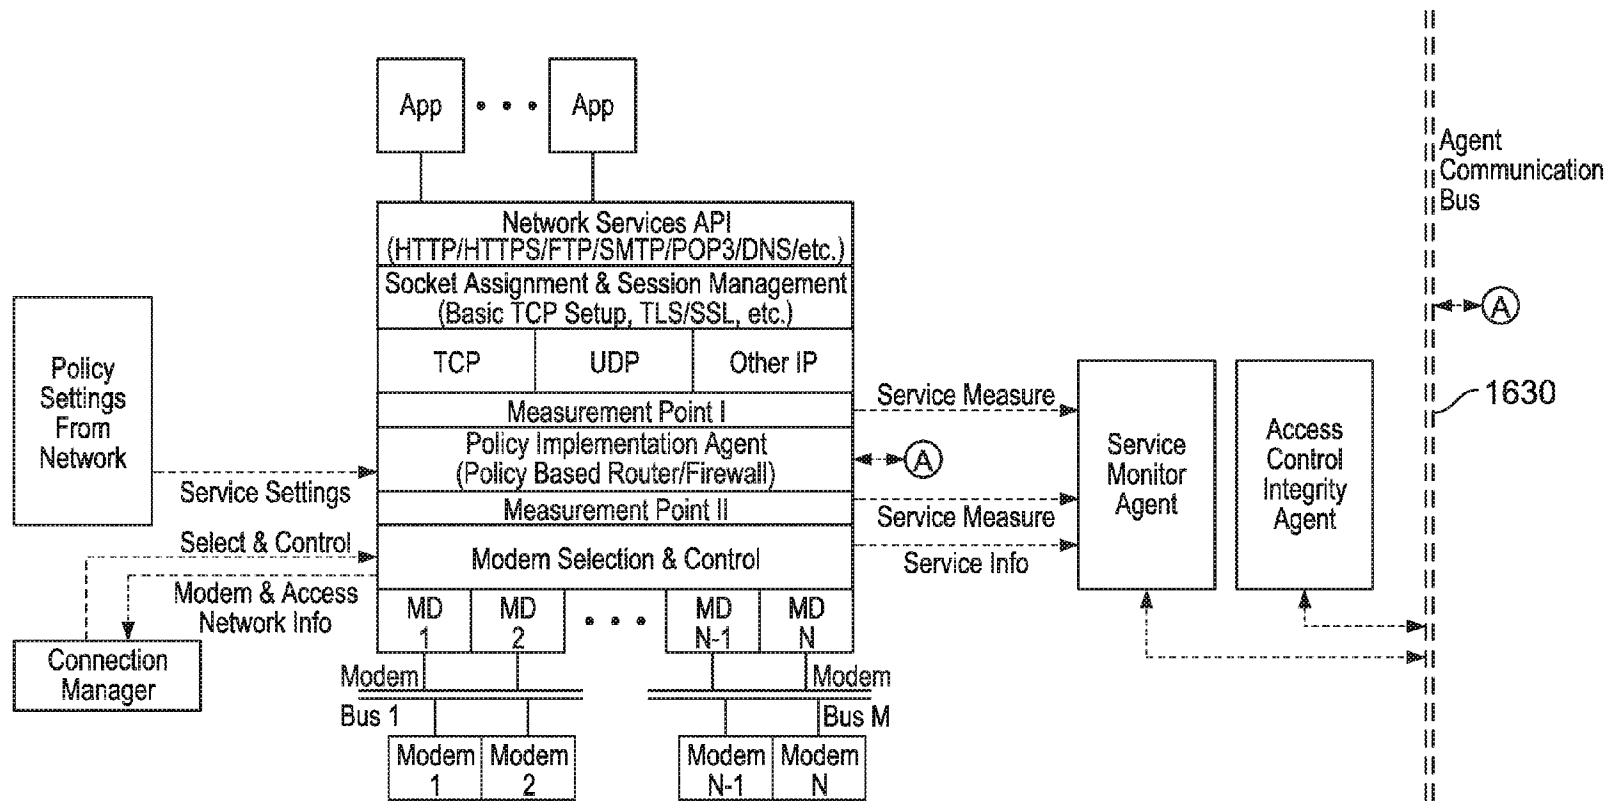 App
App
Network Services API
(HTTP/HTTPS/FTP/SMTP/POP3/DNS/etc.)
Socket Assignment & Session Management
(Basic TCP Setup, TLS/SSL, etc.)
TCP
UDP
Other IP
Measurement Point I
Policy Implementation Agent
(Policy Based Router/Firewall)
Measurement Point II
Modem Selection & Control
MD
1
MD
2
MD
N-1
MD
N
Modem
Bus 1
Modem
Bus M
Modem
1
Modem
2
Modem
N-1
Modem
N
Policy
Settings
From
Network
Service Settings
Select & Control
Modem & Access
Network Info
Connection
Manager
Service Measure
A
Service Measure
Service Info
Service
Monitor
Agent
Access
Control
Integrity
Agent
Agent
Communication
Bus
A
1630